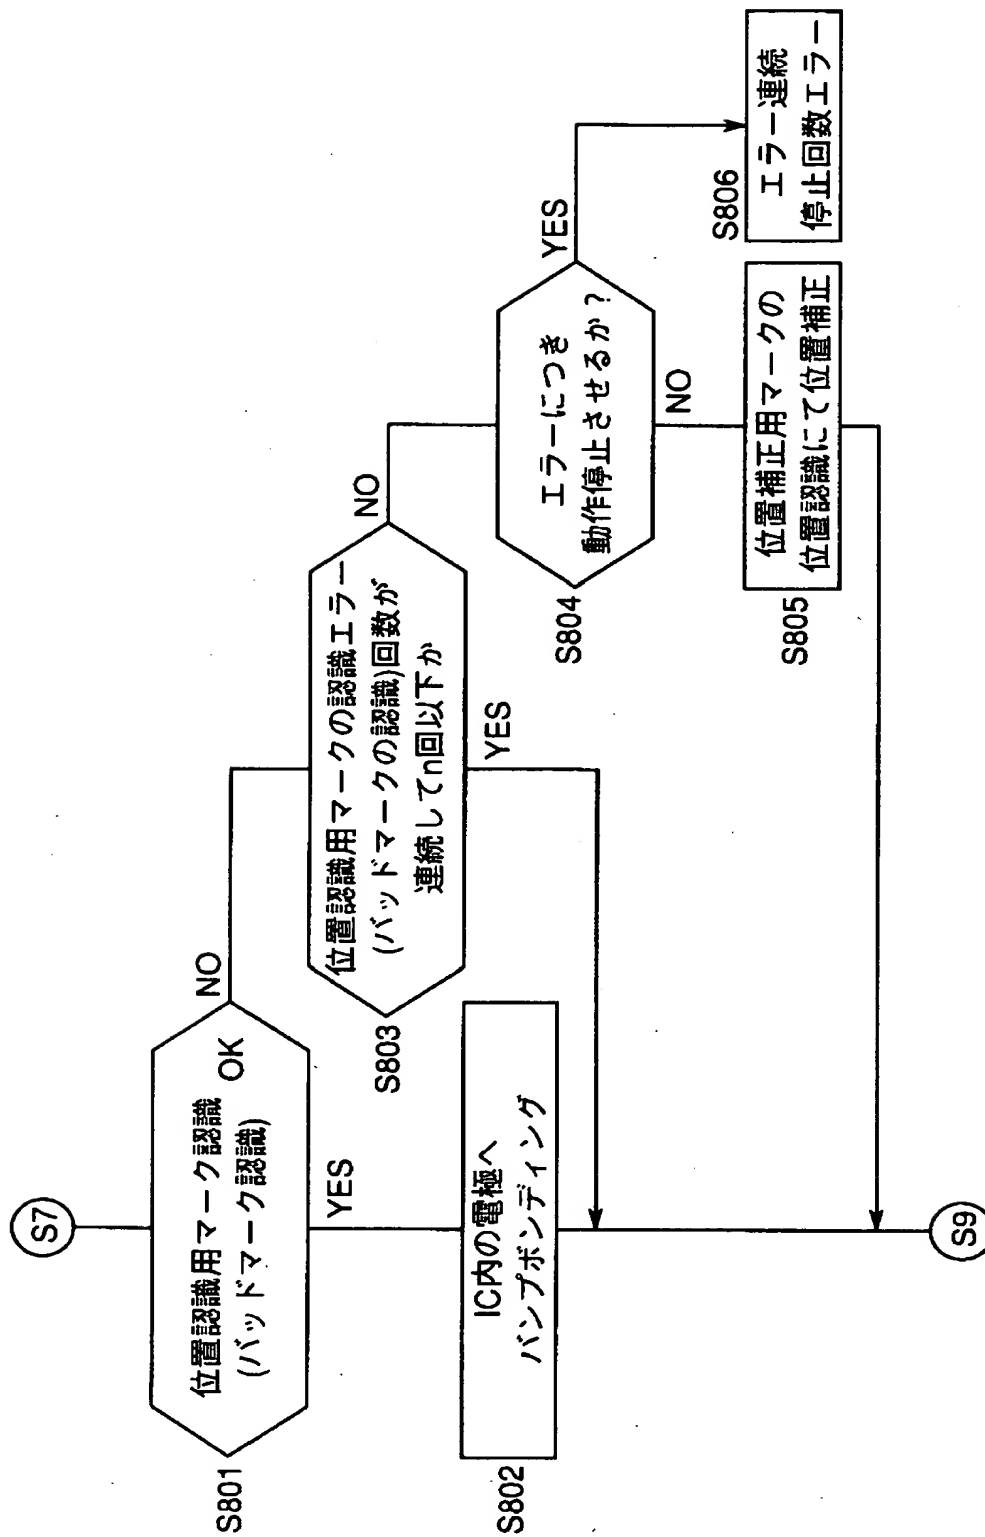 S7
S801
位置認識用マーク認識
(バッドマーク認識)
OK
NO
YES
S802
IC内の電極へ
バンプボンディング
S803
位置認識用マークの認識エラー
(バッドマークの認識)回数が
連続してn回以下か
NO
YES
S804
エラーにつき
動作停止させるか？
YES
NO
S805
位置補正用マークの
位置認識にて位置補正
S806
エラー連続
停止回数エラー
S9